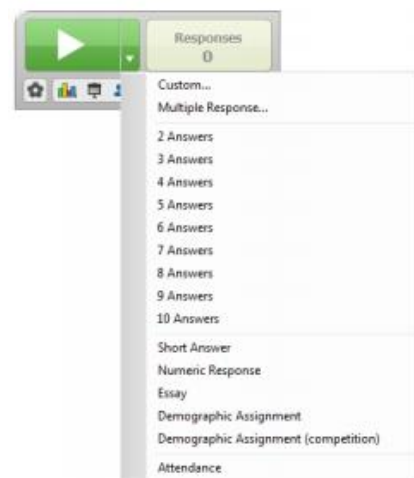 Responses
0
Custom...
Multiple Response...
2 Answers
3 Answers
4 Answers
5 Answers
6 Answers
7 Answers
8 Answers
9 Answers
10 Answers
Short Answer
Numeric Response
Essay
Demographic Assignment
Demographic Assignment (competition)
Attendance